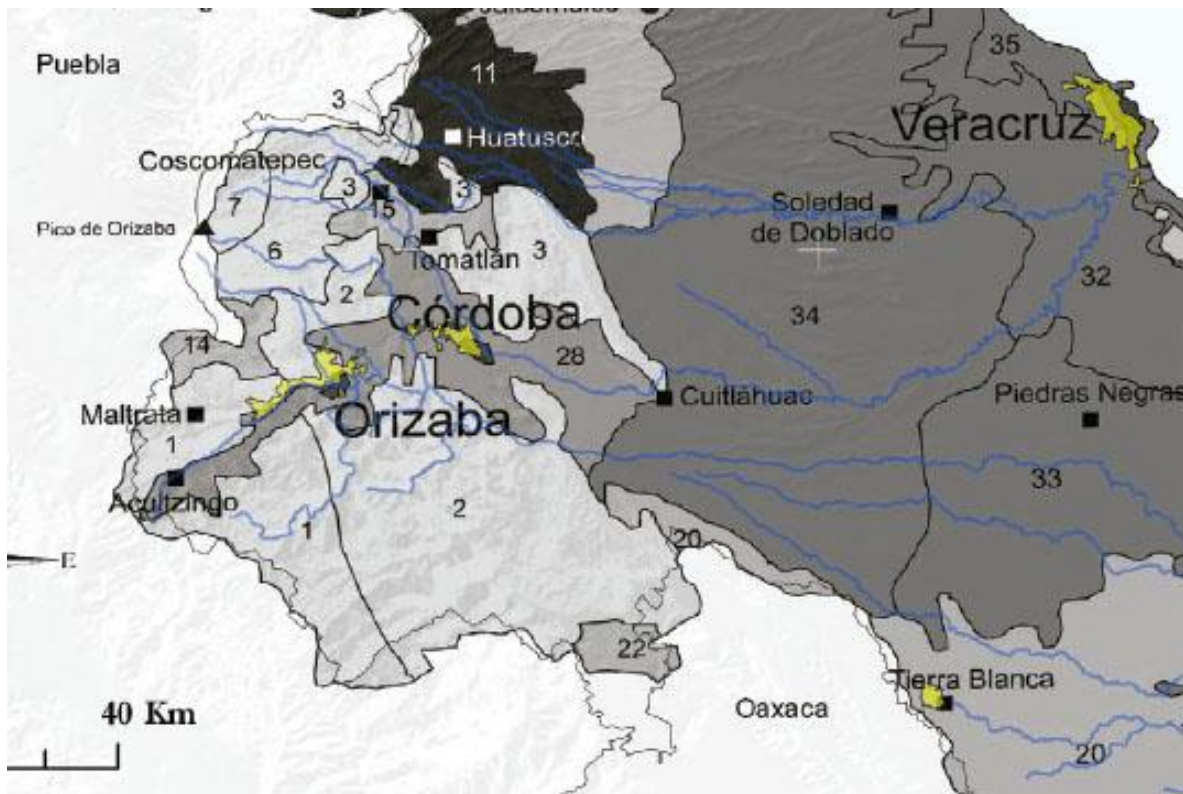 35
Puebla
11
3
Veracruz
Huatusco
Coscomatepec
3
3
7
15
Soledad
de Doblado
Pico de Orizaba
6
Tomatlán
3
32
2
Córdoba
34
14
28
Piedras Negras
Maltrata
Orizaba
Cuitláhuac
1
Acultzingo
33
2
1
20
E
22
Tierra Blanca
40 Km
Oaxaca
20